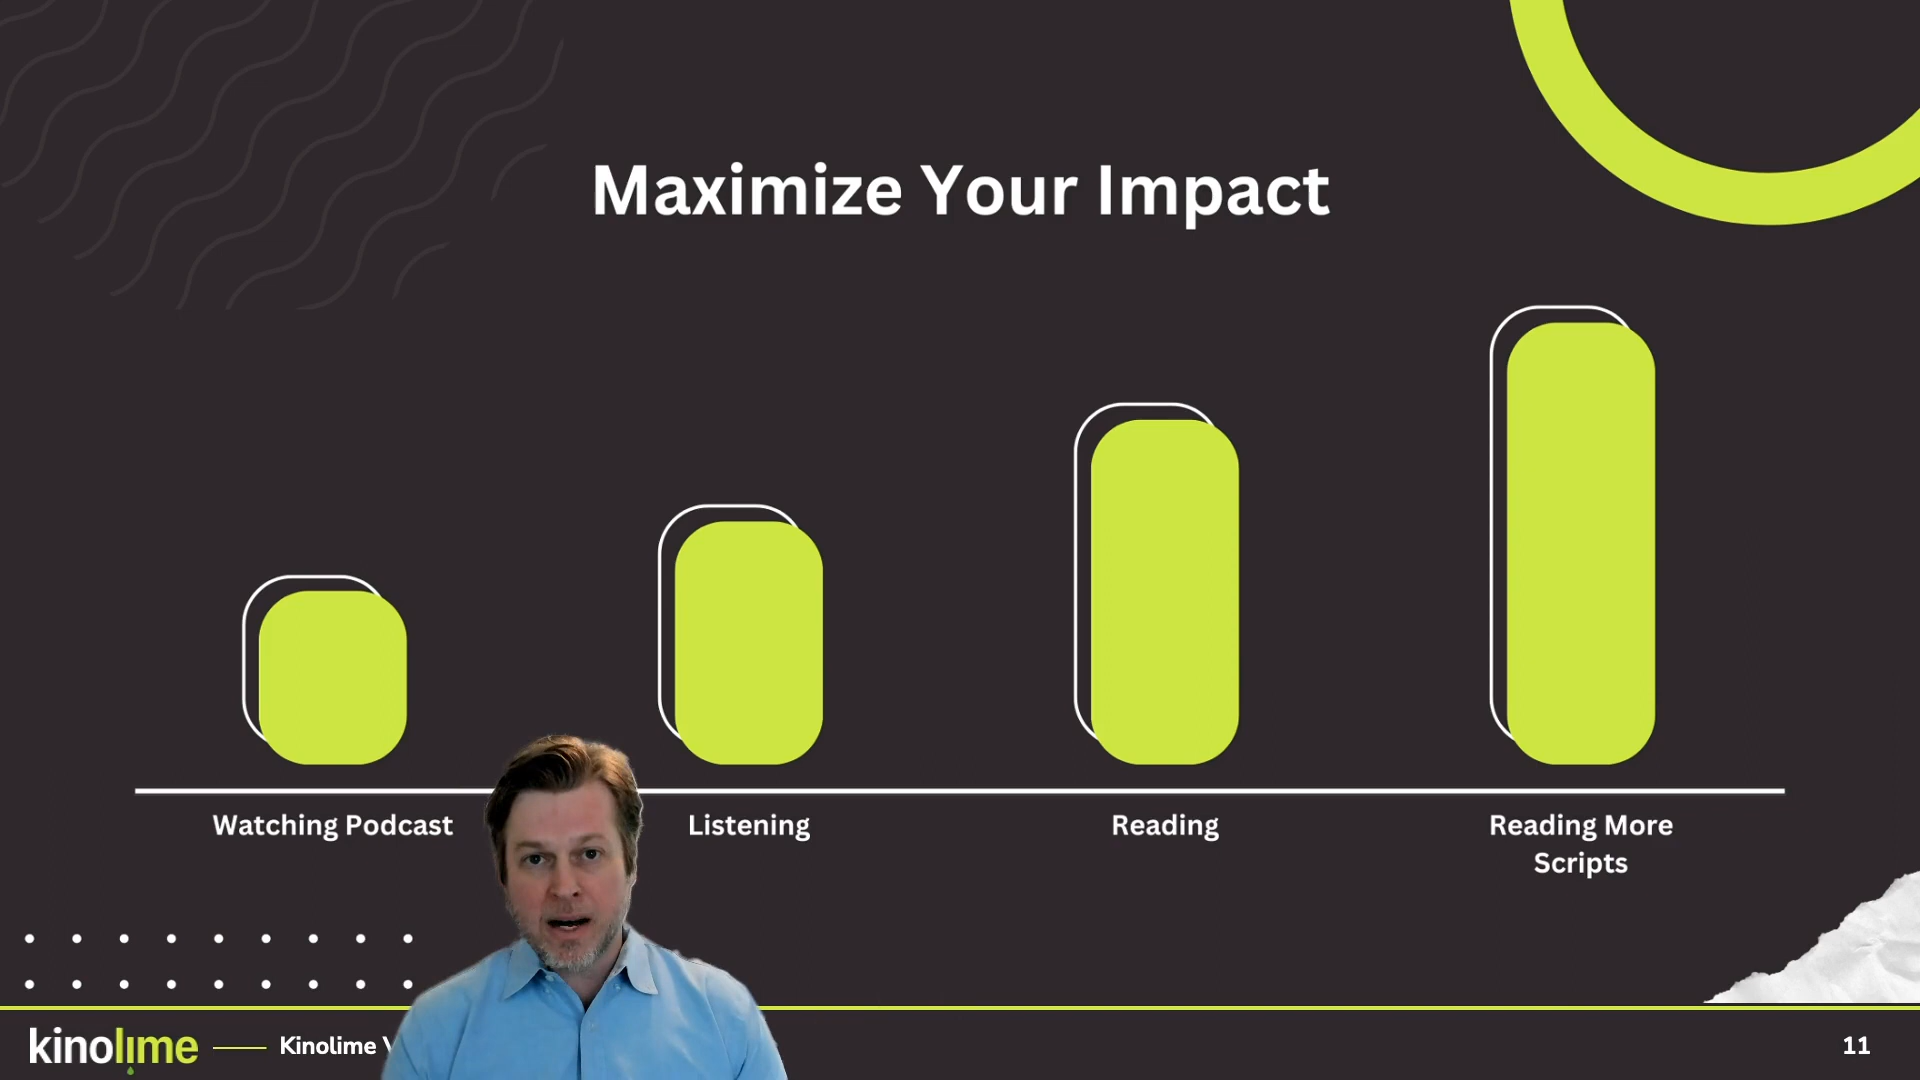 Maximize Your Impact
Watching Podcast
Listening
Reading
Reading More
Scripts
kinolime
Kinolime
11